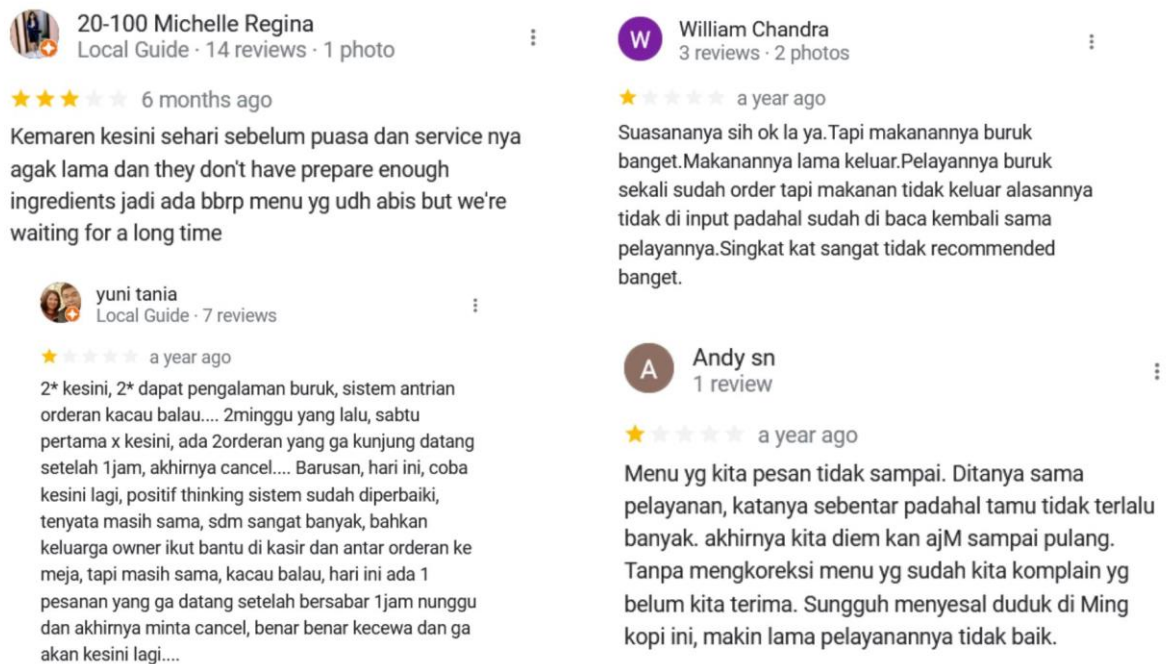 20-100 Michelle Regina
Local Guide · 14 reviews · 1 photo
6 months ago
Kemaren kesini sehari sebelum puasa dan service nya
agak lama dan they don't have prepare enough
ingredients jadi ada bbrp menu yg udh abis but we're
waiting for a long time
yuni tania
Local Guide · 7 reviews
a year ago
2* kesini, 2* dapat pengalaman buruk, sistem antrian
orderan kacau balau.... 2minggu yang lalu, sabtu
pertama x kesini, ada 2orderan yang ga kunjung datang
setelah 1jam, akhirnya cancel.... Barusan, hari ini, coba
kesini lagi, positif thinking sistem sudah diperbaiki,
tenyata masih sama, sdm sangat banyak, bahkan
keluarga owner ikut bantu di kasir dan antar orderan ke
meja, tapi masih sama, kacau balau, hari ini ada 1
pesanan yang ga datang setelah bersabar 1jam nunggu
dan akhirnya minta cancel, benar benar kecewa dan ga
akan kesini lagi....
W
William Chandra
3 reviews · 2 photos
a year ago
Suasananya sih ok la ya.Tapi makanannya buruk
banget.Makanannya lama keluar.Pelayannya buruk
sekali sudah order tapi makanan tidak keluar alasannya
tidak di input padahal sudah di baca kembali sama
pelayannya.Singkat kat sangat tidak recommended
banget.
A
Andy sn
1 review
a year ago
Menu yg kita pesan tidak sampai. Ditanya sama
pelayanan, katanya sebentar padahal tamu tidak terlalu
banyak. akhirnya kita diem kan ajM sampai pulang.
Tanpa mengkoreksi menu yg sudah kita komplain yg
belum kita terima. Sungguh menyesal duduk di Ming
kopi ini, makin lama pelayanannya tidak baik.